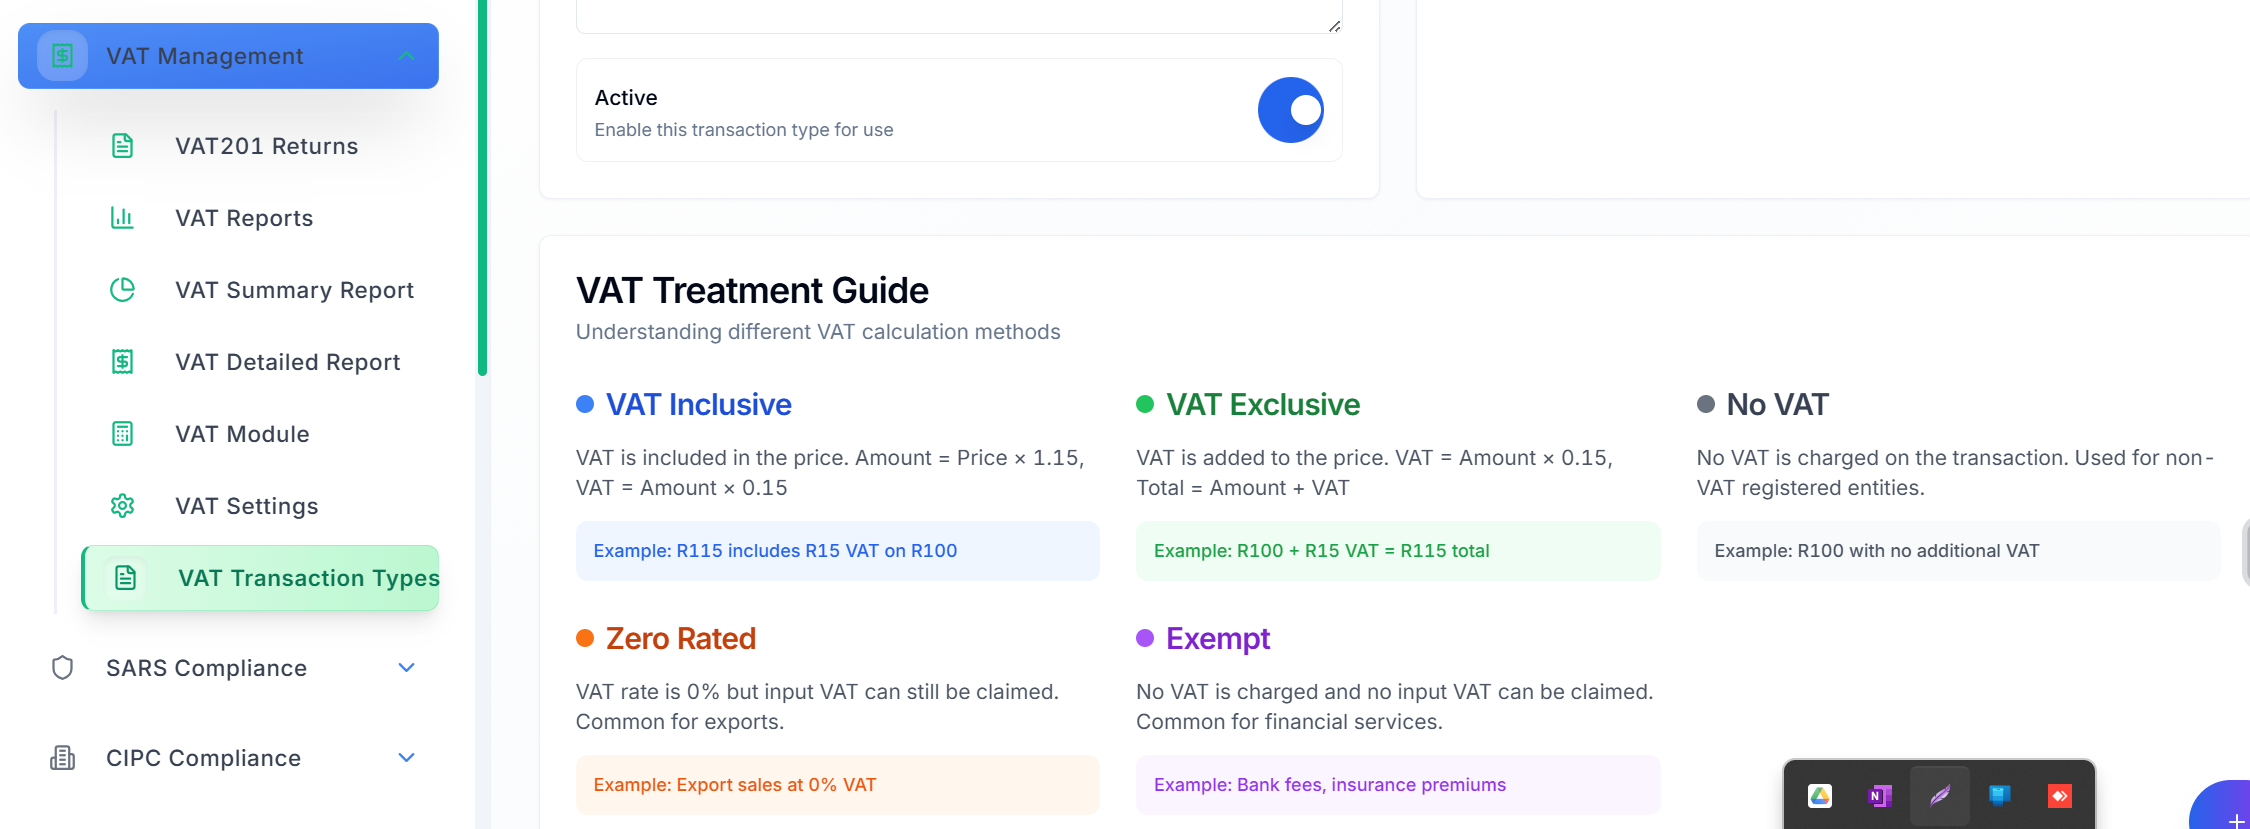 VAT Management
VAT201 Returns
VAT Reports
VAT Summary Report
VAT Detailed Report
VAT Module
VAT Settings
VAT Transaction Types
SARS Compliance
CIPC Compliance
Active
Enable this transaction type for use
VAT Treatment Guide
Understanding different VAT calculation methods
VAT Inclusive
VAT is included in the price. Amount = Price × 1.15,
VAT = Amount × 0.15
Example: R115 includes R15 VAT on R100
VAT Exclusive
VAT is added to the price. VAT = Amount × 0.15,
Total = Amount + VAT
Example: R100 + R15 VAT = R115 total
No VAT
No VAT is charged on the transaction. Used for non-
VAT registered entities.
Example: R100 with no additional VAT
Zero Rated
VAT rate is 0% but input VAT can still be claimed.
Common for exports.
Example: Export sales at 0% VAT
Exempt
No VAT is charged and no input VAT can be claimed.
Common for financial services.
Example: Bank fees, insurance premiums
N